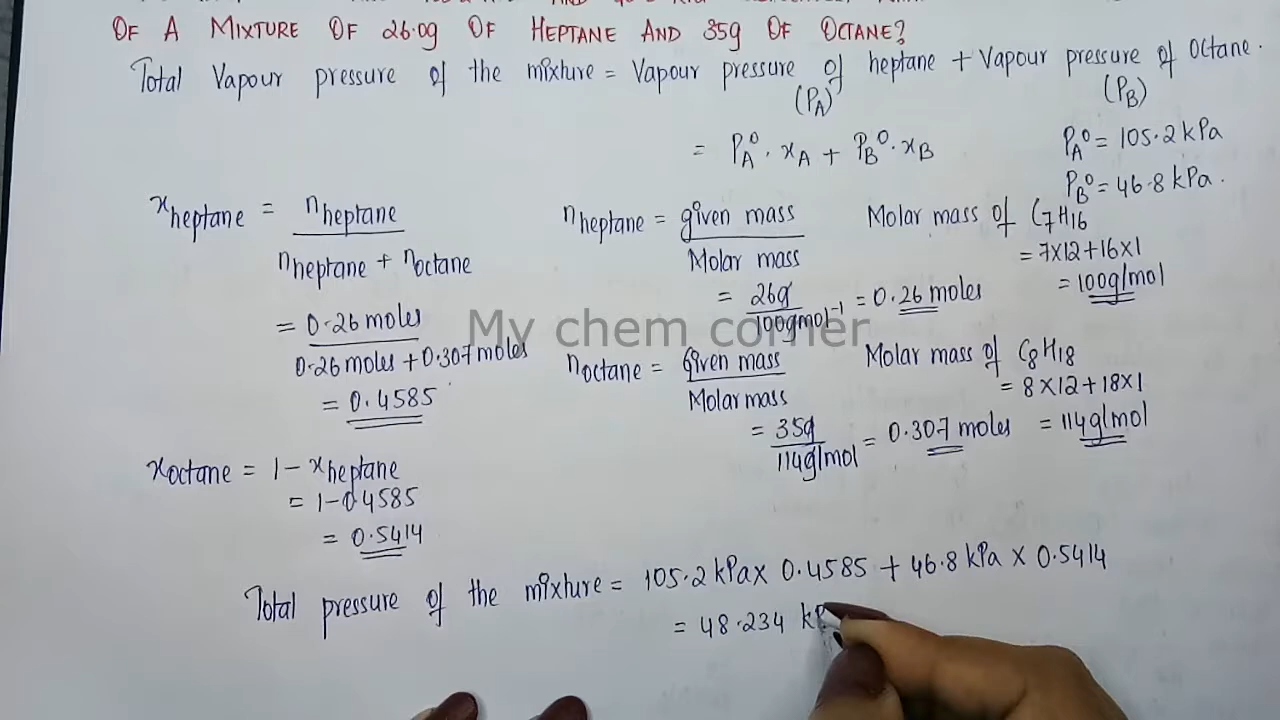 OF A MIXTURE OF 26.0g OF HEPTANE AND 35g OF OCTANE?
Total Vapour pressure of the mixture = Vapour pressure of heptane + Vapour pressure of Octane.
(PA) (PB)
= PA⁰ · xA + PB⁰ · xB
PA⁰ = 105.2 kPa
PB⁰ = 46.8 kPa.
xheptane = nheptane
nheptane + noctane
= 0.26 moles
0.26 moles + 0.307 moles
= 0.4585
nheptane = given mass
Molar mass
= 26g
100gmol⁻¹
= 0.26 moles
Molar mass of C7H16
= 7x12+16x1
= 100g/mol
noctane = given mass
Molar mass
= 35g
114g/mol
= 0.307 moles
Molar mass of C8H18
= 8x12+18x1
= 114g/mol
xoctane = 1 - xheptane
= 1-0.4585
= 0.5414
Total pressure of the mixture = 105.2 kPa x 0.4585 + 46.8 kPa x 0.5414
= 48.234 kP
My chem corner